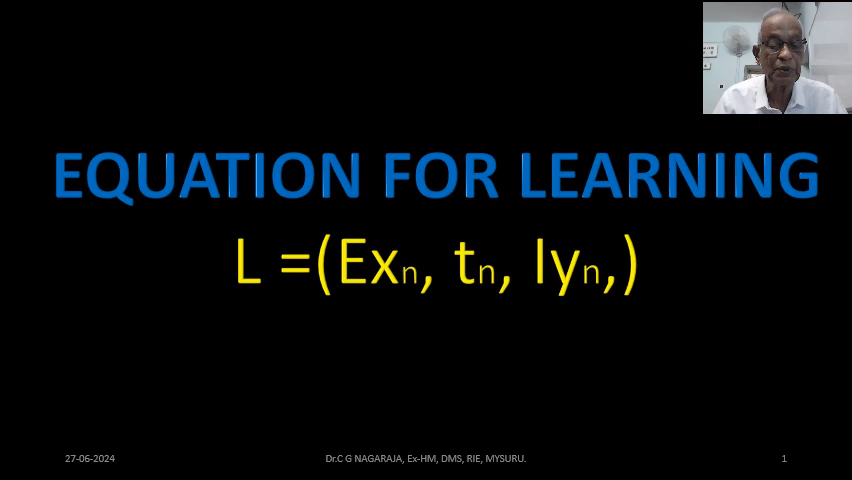 EQUATION FOR LEARNING
L =(Exₙ, tₙ, Iyₙ,)
27-06-2024
Dr.C G NAGARAJA, Ex-HM, DMS, RIE, MYSURU.
1